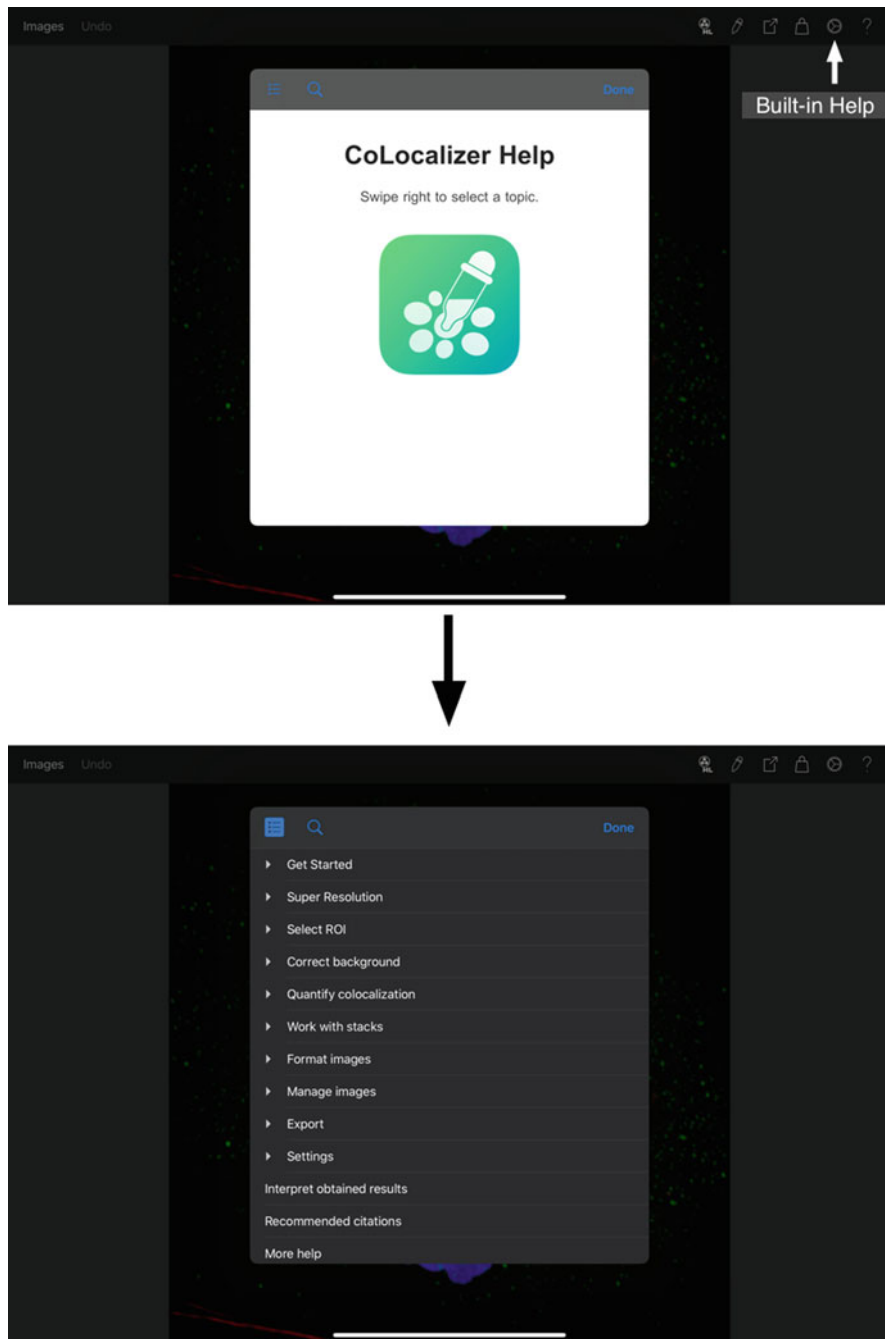 Images Undo
ML ?
Built-in Help
Done
CoLocalizer Help
Swipe right to select a topic.
Images Undo
ML ?
Done
Get Started
Super Resolution
Select ROI
Correct background
Quantify colocalization
Work with stacks
Format images
Manage images
Export
Settings
Interpret obtained results
Recommended citations
More help